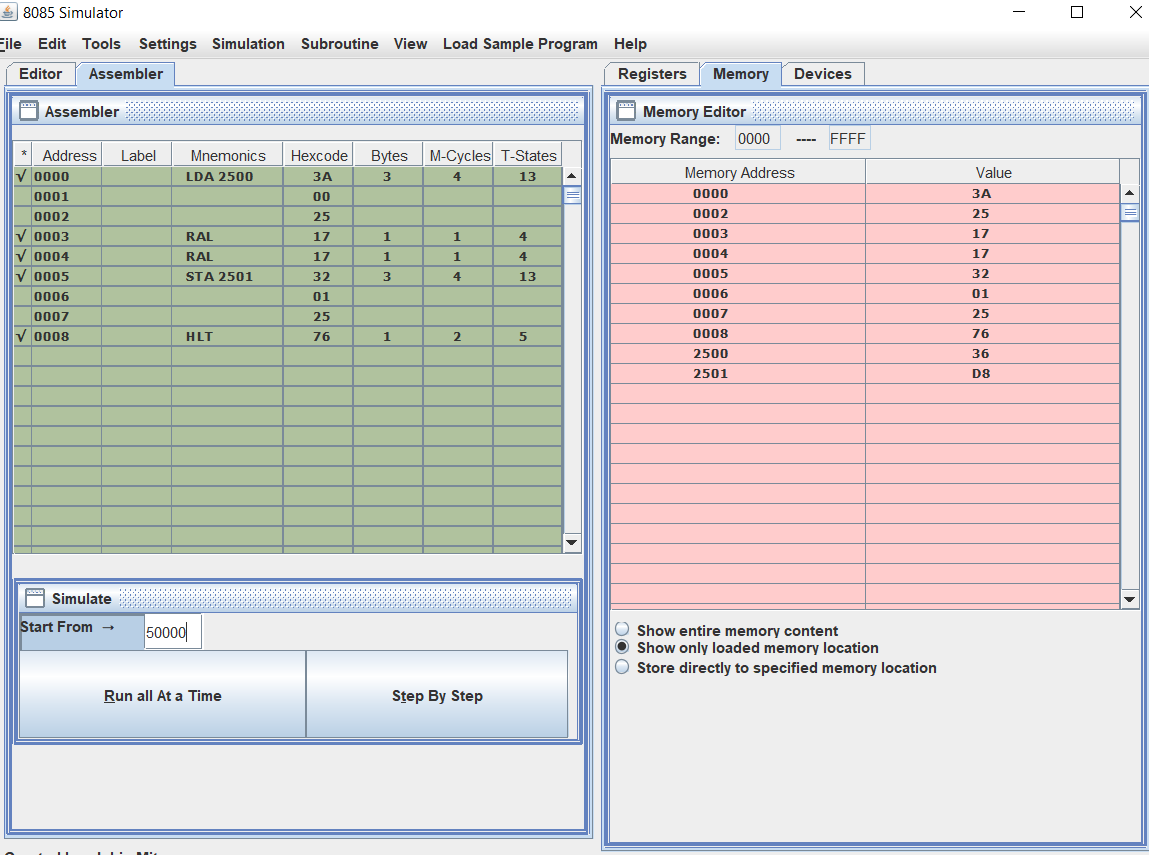 8085 Simulator
File Edit Tools Settings Simulation Subroutine View Load Sample Program Help
Editor Assembler
Assembler
* Address Label Mnemonics Hexcode Bytes M-Cycles T-States
√ 0000 LDA 2500 3A 3 4 13
0001 00
0002 25
√ 0003 RAL 17 1 1 4
√ 0004 RAL 17 1 1 4
√ 0005 STA 2501 32 3 4 13
0006 01
0007 25
√ 0008 HLT 76 1 2 5
Simulate
Start From → 50000
Run all At a Time Step By Step
Registers Memory Devices
Memory Editor
Memory Range: 0000 ---- FFFF
Memory Address Value
0000 3A
0002 25
0003 17
0004 17
0005 32
0006 01
0007 25
0008 76
2500 36
2501 D8
Show entire memory content
Show only loaded memory location
Store directly to specified memory location